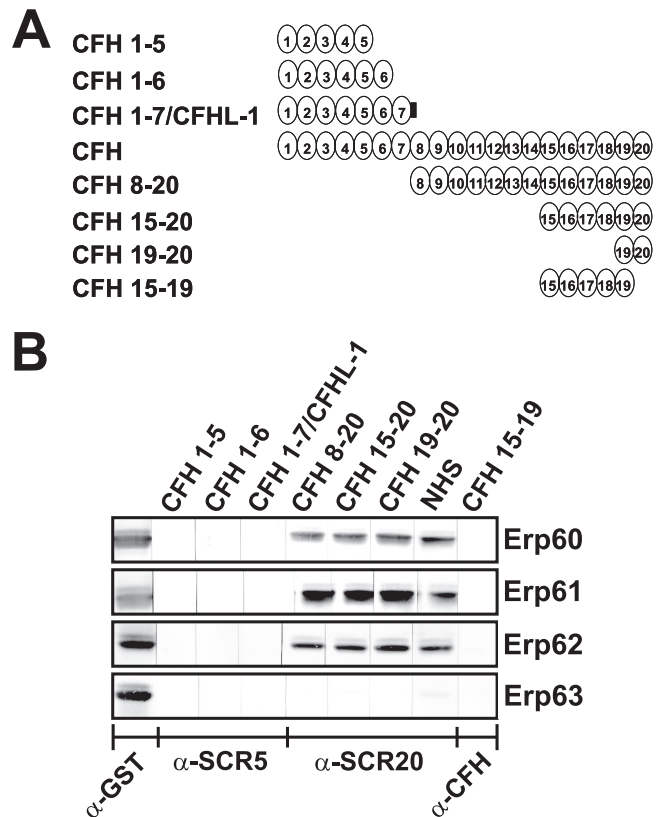 A
CFH 1-5 1 2 3 4 5
CFH 1-6 1 2 3 4 5 6
CFH 1-7/CFHL-1 1 2 3 4 5 6 7
CFH 1 2 3 4 5 6 7 8 9 10 11 12 13 14 15 16 17 18 19 20
CFH 8-20 8 9 10 11 12 13 14 15 16 17 18 19 20
CFH 15-20 15 16 17 18 19 20
CFH 19-20 19 20
CFH 15-19 15 16 17 18 19
B
CFH 1-5
CFH 1-6
CFH 1-7/CFHL-1
CFH 8-20
CFH 15-20
CFH 19-20
NHS
CFH 15-19
Erp60
Erp61
Erp62
Erp63
α-GST
α-SCR5
α-SCR20
α-CFH